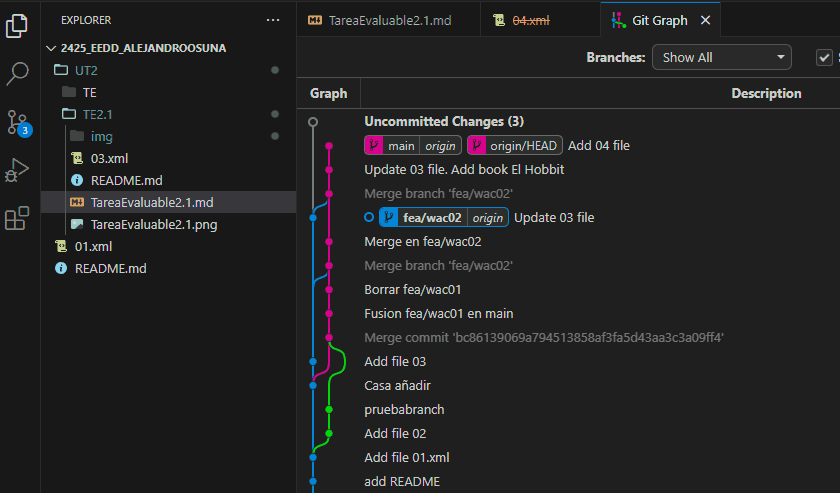 EXPLORER
2425_EEDD_ALEJANDROOSUNA
UT2
TE
TE2.1
img
03.xml
README.md
TareaEvaluable2.1.md
TareaEvaluable2.1.png
01.xml
README.md
3
TareaEvaluable2.1.md 04.xml Git Graph
Branches: Show All
Graph Description
Uncommitted Changes (3)
main origin origin/HEAD Add 04 file
Update 03 file. Add book El Hobbit
Merge branch 'fea/wac02'
fea/wac02 origin Update 03 file
Merge en fea/wac02
Merge branch 'fea/wac02'
Borrar fea/wac01
Fusion fea/wac01 en main
Merge commit 'bc86139069a794513858af3fa5d43aa3c3a09ff4'
Add file 03
Casa añadir
pruebabranch
Add file 02
Add file 01.xml
add README